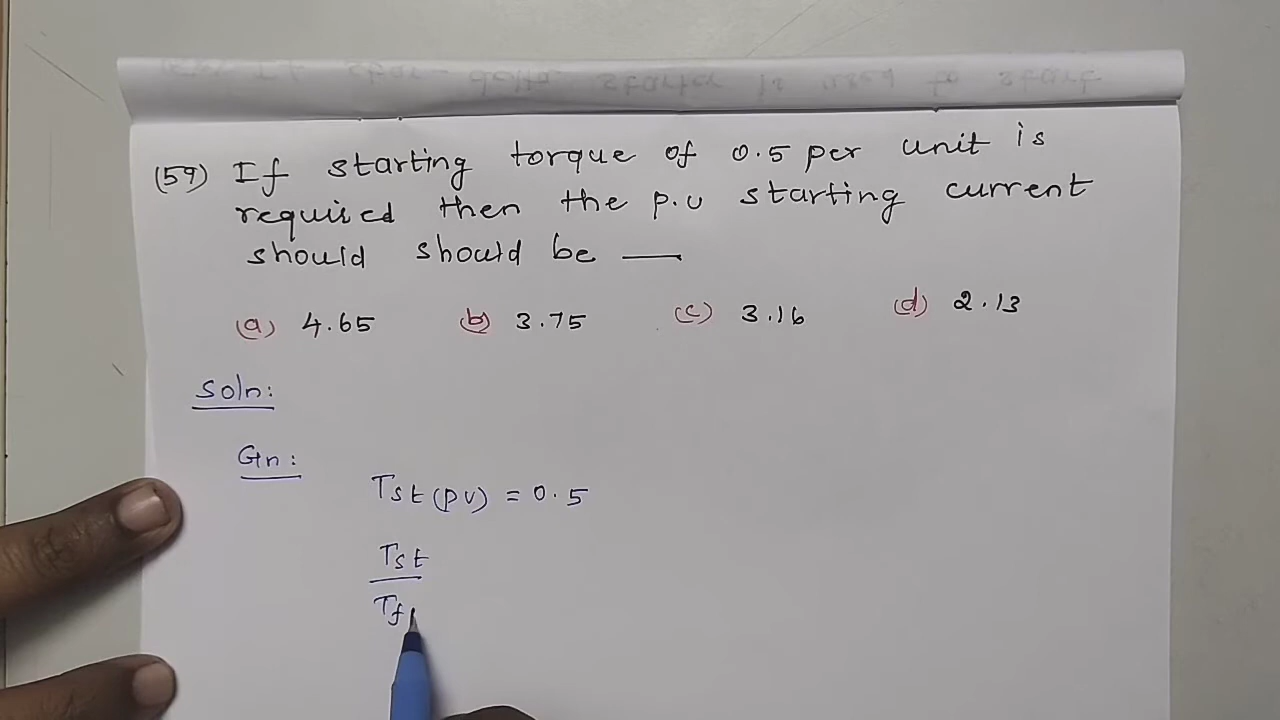 (59) If starting torque of 0.5 per unit is
required then the p.u starting current
should should be —
(a) 4.65 (b) 3.75 (c) 3.16 (d) 2.13
Soln:
Gn:
Tst(pu) = 0.5
Tst
Tf